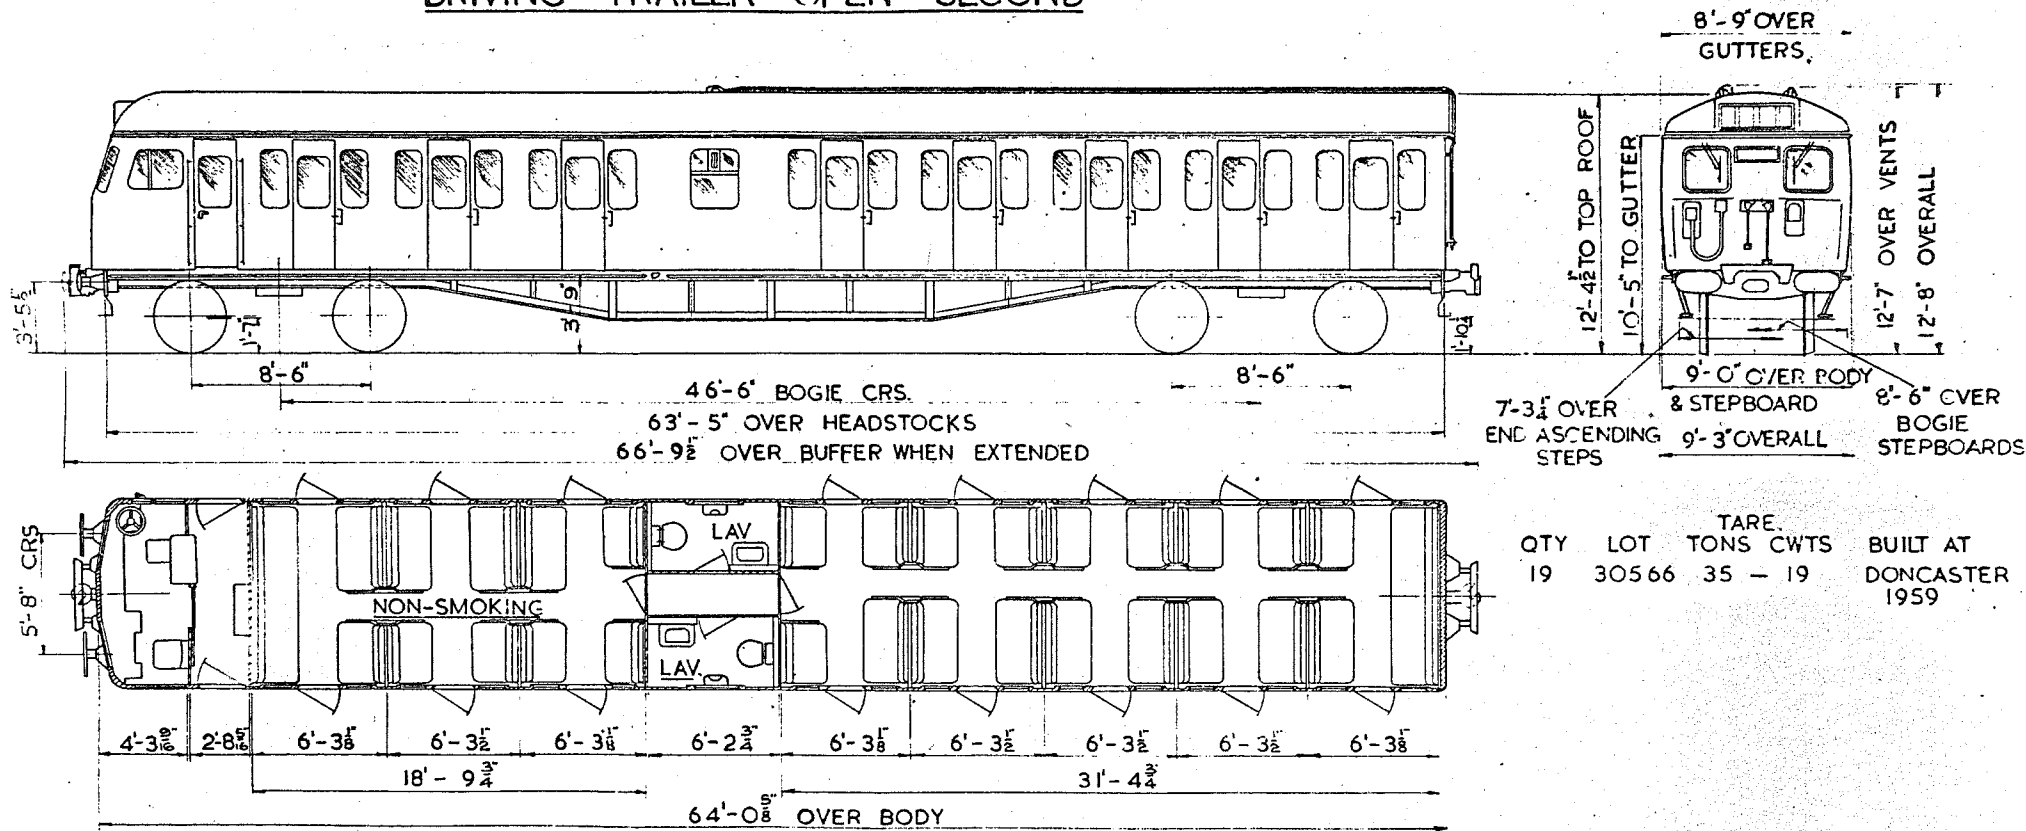 DRIVING TRAILER OPEN SECOND
8'-9" OVER
GUTTERS.
12'-4½" TO TOP ROOF
10'-5" TO GUTTER
12'-7" OVER VENTS
12'-8" OVERALL
3'-5½"
1'-7¼"
3' 9"
1'-10¼"
8'-6"
8'-6"
46'-6" BOGIE CRS.
63'-5" OVER HEADSTOCKS
66'-9½" OVER BUFFER WHEN EXTENDED
7'-3¼" OVER
END ASCENDING
STEPS
9'-0" OVER BODY
& STEPBOARD
9'-3" OVERALL
8'-6" OVER
BOGIE
STEPBOARDS
5'-8" CRS
NON-SMOKING
LAV
LAV.
TARE.
QTY LOT TONS CWTS BUILT AT
19 30566 35 — 19 DONCASTER
1959
4'-3 9/16" 2'-8 5/16" 6'-3⅛" 6'-3½" 6'-3⅛" 6'-2¾" 6'-3⅛" 6'-3½" 6'-3½" 6'-3½" 6'-3⅛"
18'-9¾" 31'-4¾"
64'-0⅝" OVER BODY